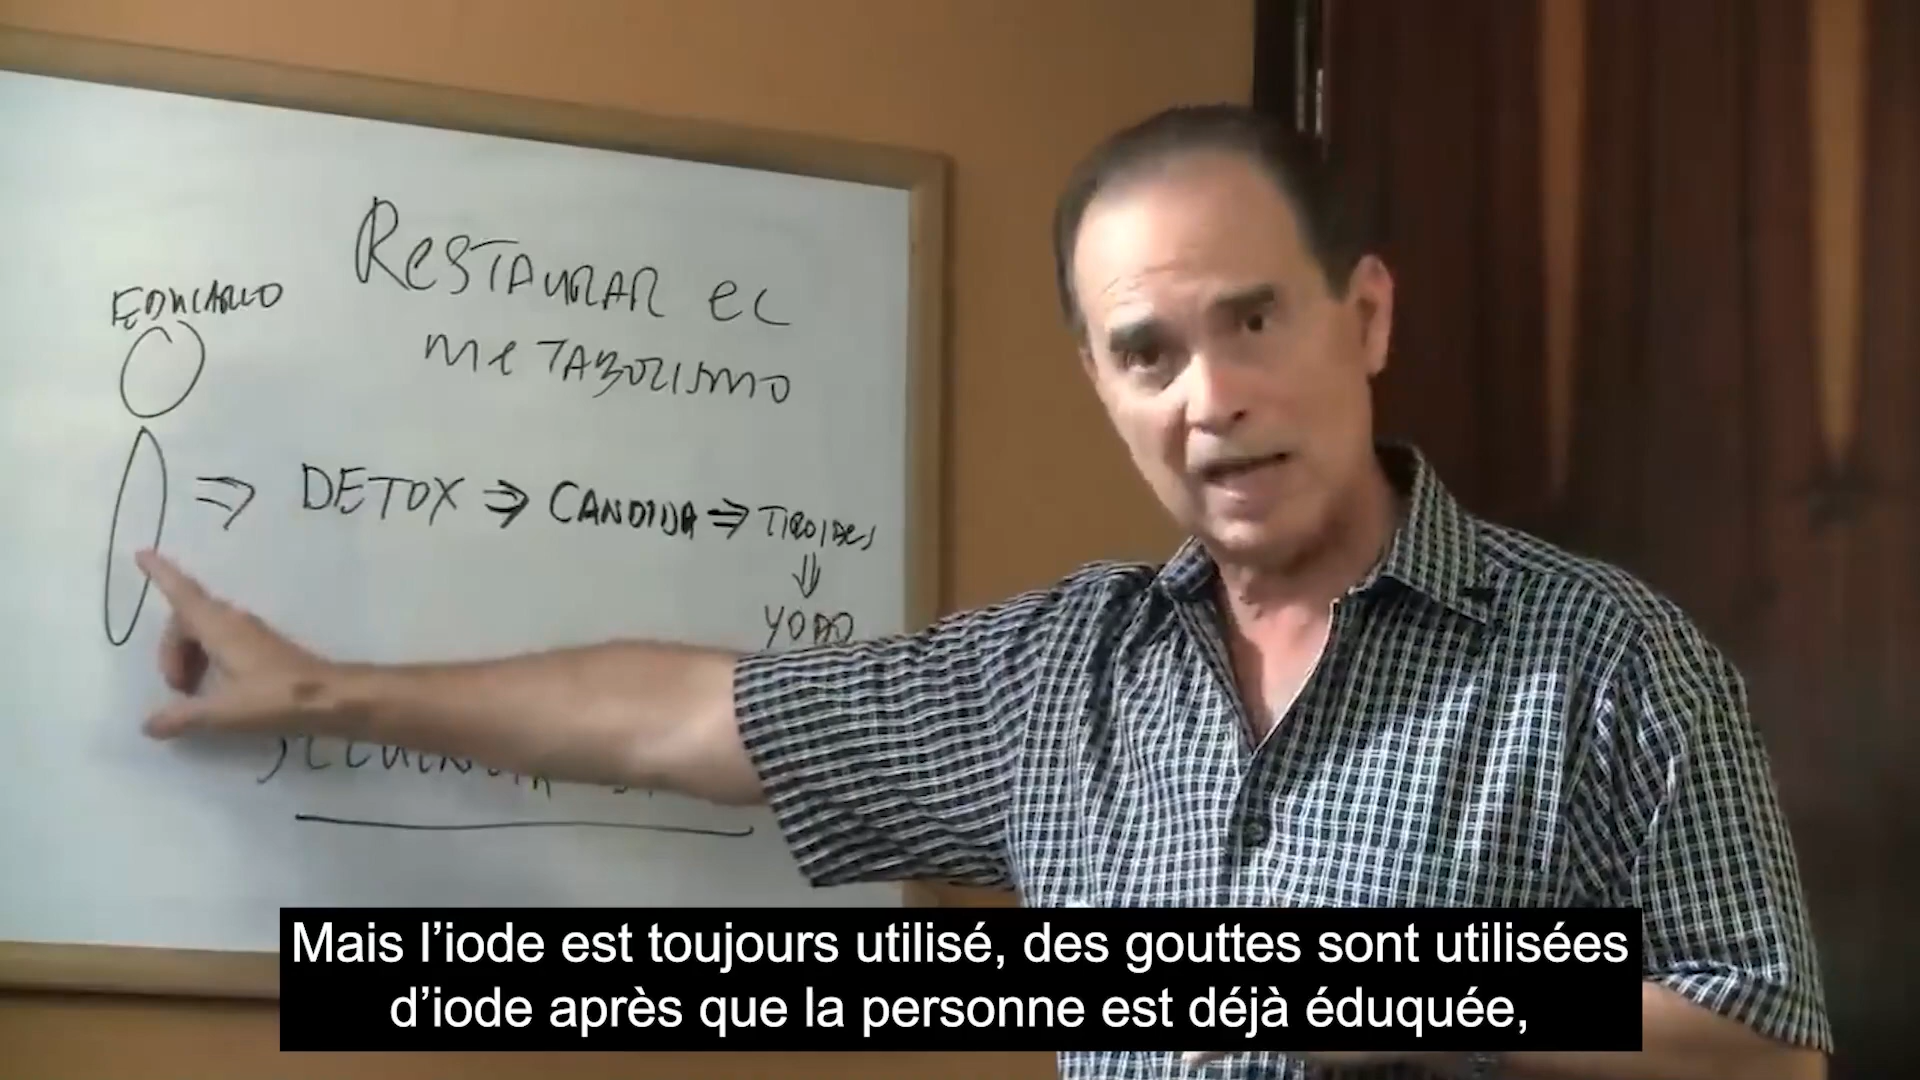 RESTAURAR EL
METABOLISMO
EDUCARLO
DETOX ⇒ CANDIDA ⇒ TIROIDES
YODO
Mais l’iode est toujours utilisé, des gouttes sont utilisées
d’iode après que la personne est déjà éduquée,